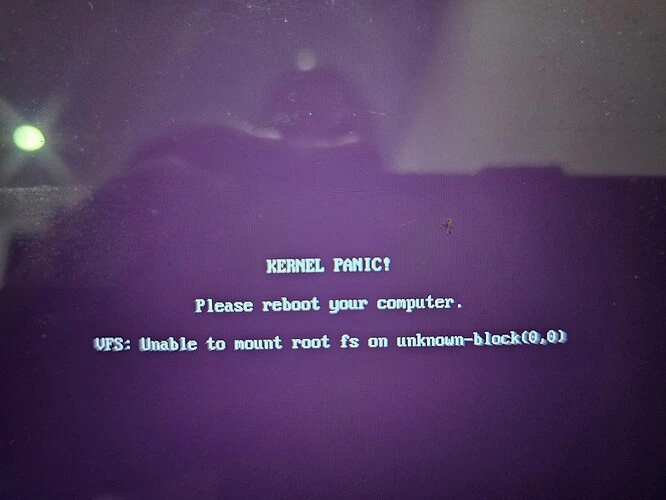 KERNEL PANIC!
Please reboot your computer.
VFS: Unable to mount root fs on unknown-block(0,0)